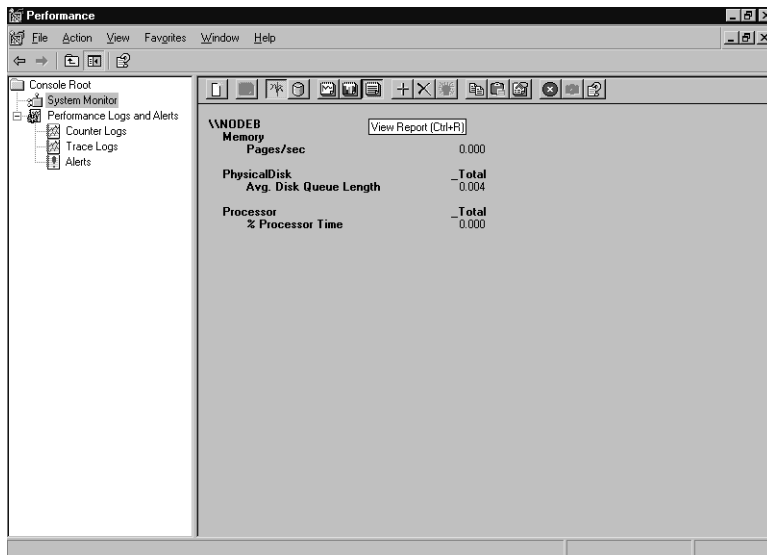 Performance
File Action View Favorites Window Help
Console Root
System Monitor
Performance Logs and Alerts
Counter Logs
Trace Logs
Alerts
\\NODEB
View Report (Ctrl+R)
Memory
Pages/sec 0.000
PhysicalDisk _Total
Avg. Disk Queue Length 0.004
Processor _Total
% Processor Time 0.000